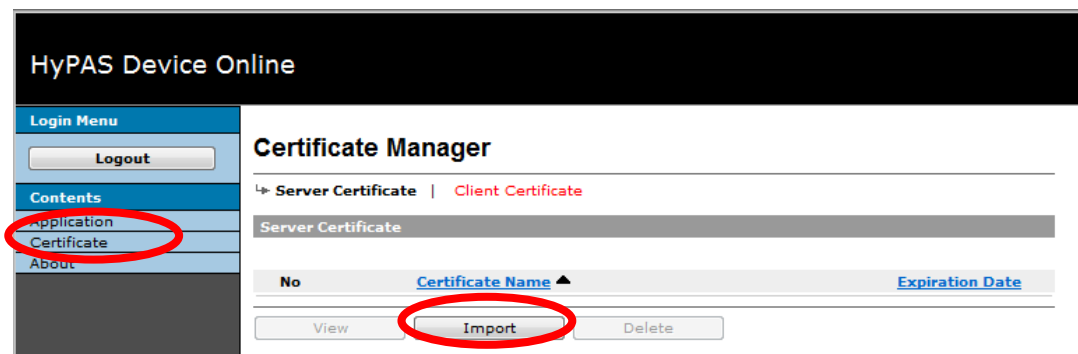 HyPAS Device Online
Login Menu
Logout
Contents
Application
Certificate
About
Certificate Manager
Server Certificate | Client Certificate
Server Certificate
No Certificate Name Expiration Date
View Import Delete